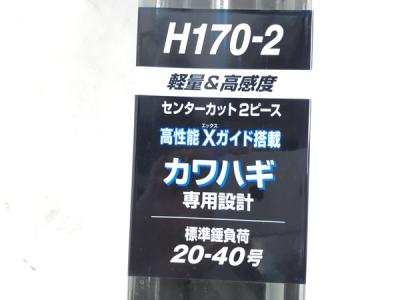 H170-2
軽量&高感度
センターカット2ピース
エックス
高性能Xガイド搭載
カワハギ
専用設計
標準錘負荷
20-40号